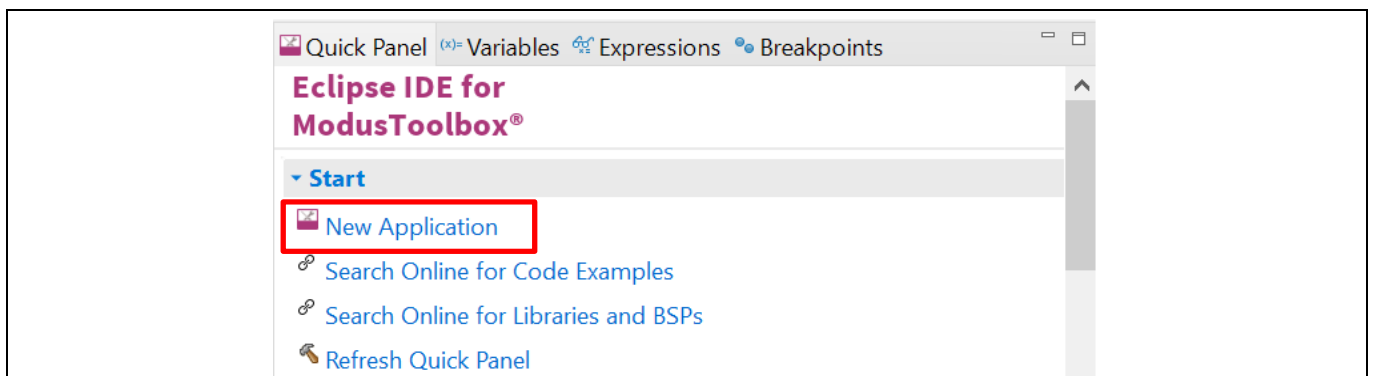 Quick Panel (x)= Variables Expressions Breakpoints
Eclipse IDE for
ModusToolbox®
Start
New Application
Search Online for Code Examples
Search Online for Libraries and BSPs
Refresh Quick Panel